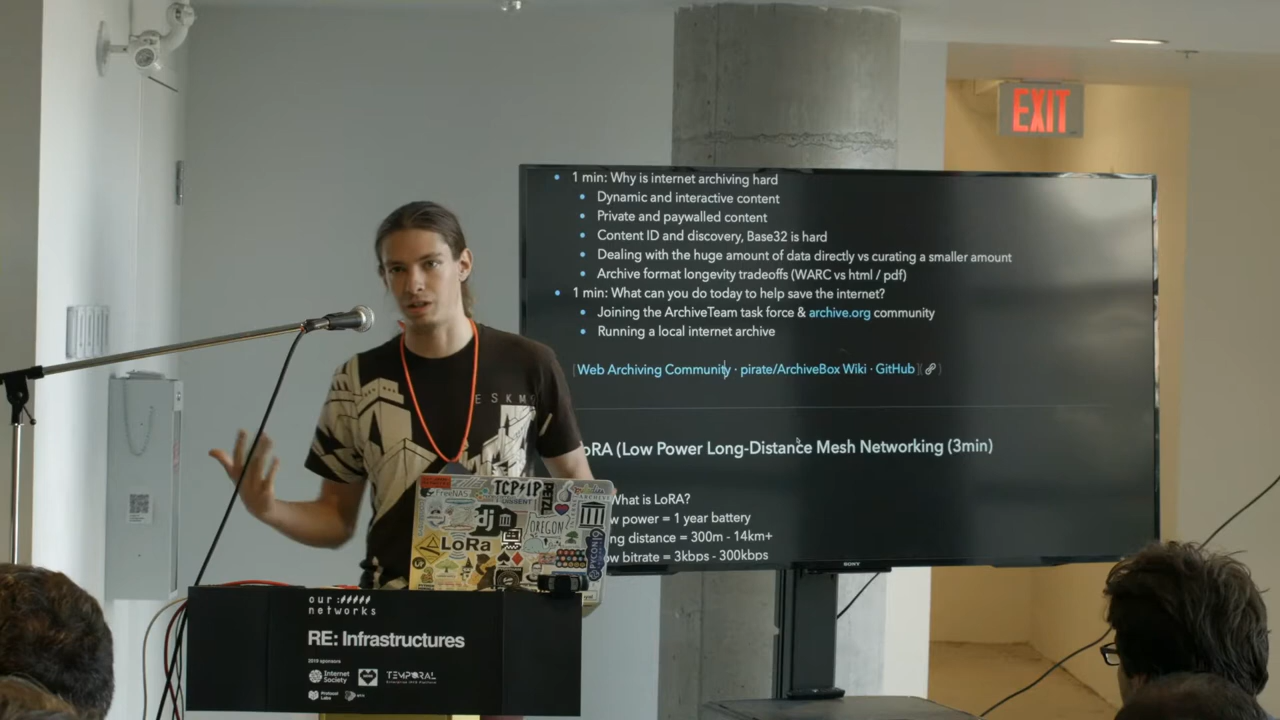 EXIT
1 min: Why is internet archiving hard
Dynamic and interactive content
Private and paywalled content
Content ID and discovery, Base32 is hard
Dealing with the huge amount of data directly vs curating a smaller amount
Archive format longevity tradeoffs (WARC vs html / pdf)
1 min: What can you do today to help save the internet?
Joining the ArchiveTeam task force & archive.org community
Running a local internet archive
Web Archiving Community · pirate/ArchiveBox Wiki · GitHub
oRA (Low Power Long-Distance Mesh Networking (3min)
What is LoRA?
w power = 1 year battery
ng distance = 300m - 14km+
w bitrate = 3kbps - 300kbps
SONY
ESKM
FreeNAS
TCP/IP
dj
OREGON
LoRa
our networks
RE: Infrastructures
2019 sponsors
Internet Society
TEMPORAL
Protocol Labs